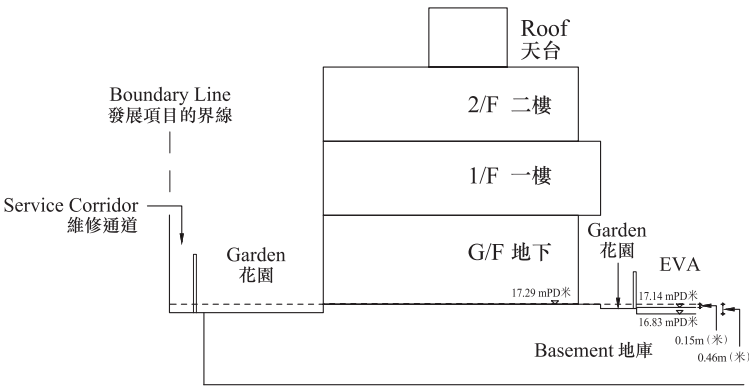 Roof
天台
Boundary Line
發展項目的界線
2/F 二樓
1/F 一樓
Service Corridor
維修通道
Garden
花園
G/F 地下
Garden
花園
EVA
17.29 mPD米
17.14 mPD米
16.83 mPD米
0.15m (米)
0.46m (米)
Basement 地庫